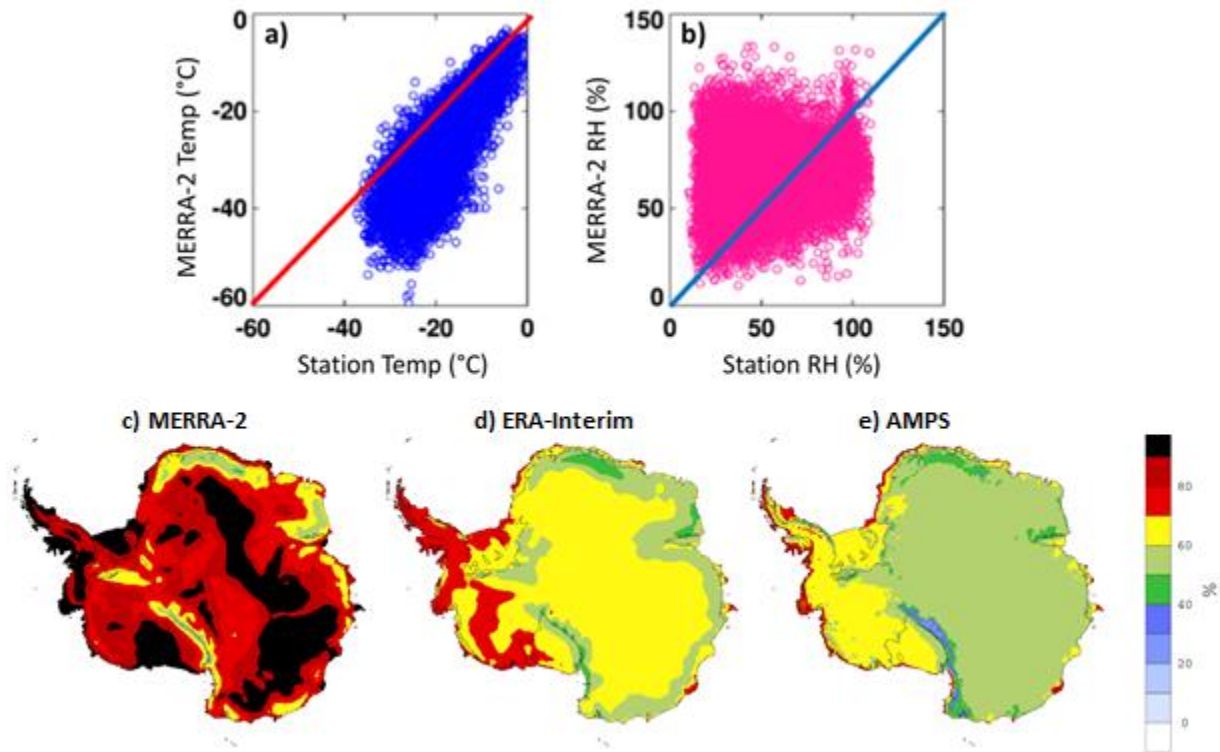 a)
MERRA-2 Temp (°C)
0
-20
-40
-60
-60 -40 -20 0
Station Temp (°C)
b)
MERRA-2 RH (%)
150
100
50
0
0 50 100 150
Station RH (%)
c) MERRA-2
d) ERA-Interim
e) AMPS
80
60
40
20
0
%